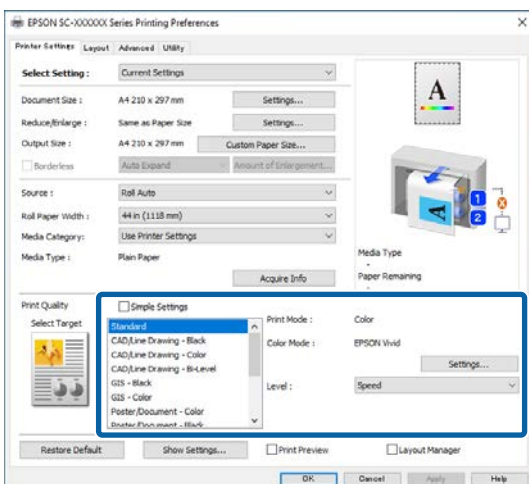 EPSON SC-XXXXXX Series Printing Preferences
Printer Settings Layout Advanced Utility
Select Setting : Current Settings
Document Size : A4 210 x 297 mm Settings...
Reduce/Enlarge : Same as Paper Size Settings...
Output Size : A4 210 x 297 mm Custom Paper Size...
Borderless Auto Expand Amount of Enlargement...
Source : Roll Auto
Roll Paper Width : 44 in (1118 mm)
Media Category: Use Printer Settings
Media Type : Plain Paper
Acquire Info
A
A
1
2
Media Type
-
Paper Remaining
-
Print Quality
Select Target
Simple Settings
Standard
CAD/Line Drawing - Black
CAD/Line Drawing - Color
CAD/Line Drawing - Bi-Level
GIS - Black
GIS - Color
Poster/Document - Color
Poster/Document - Black
Print Mode : Color
Color Mode : EPSON Vivid
Settings...
Level : Speed
Restore Default Show Settings... Print Preview Layout Manager
OK Cancel Apply Help